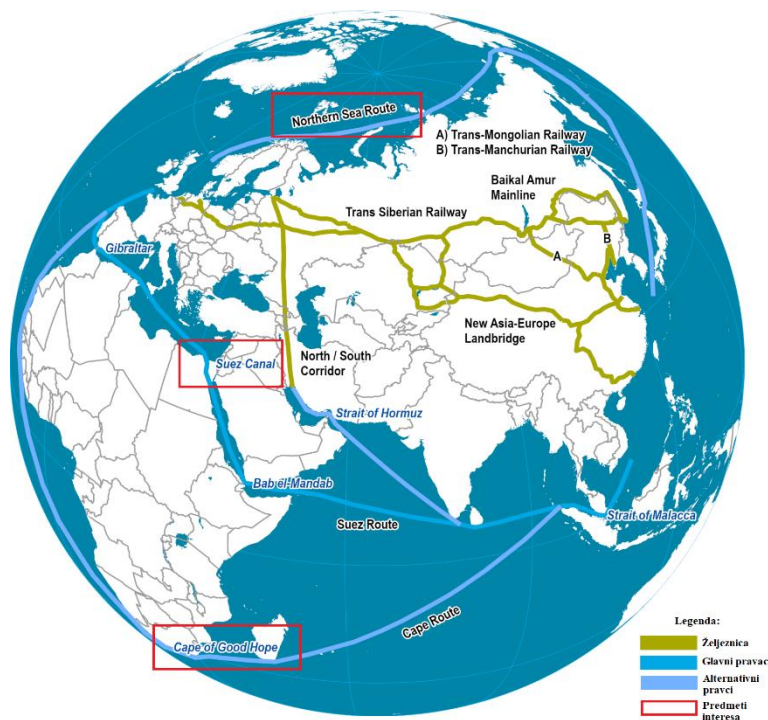 Northern Sea Route
A) Trans-Mongolian Railway
B) Trans-Manchurian Railway
Baikal Amur
Mainline
Trans Siberian Railway
Gibraltar
B
A
New Asia-Europe
Landbridge
Suez Canal
North / South
Corridor
Strait of Hormuz
Bab el-Mandab
Suez Route
Strait of Malacca
Cape Route
Cape of Good Hope
Legenda:
Željeznica
Glavni pravac
Alternativni
pravci
Predmeti
interesa